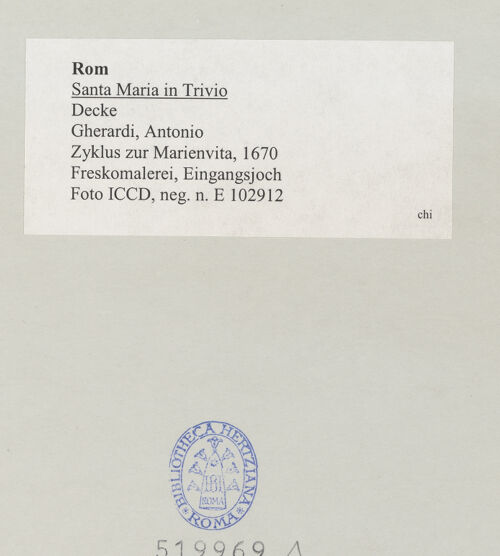 Rom
Santa Maria in Trivio
Decke
Gherardi, Antonio
Zyklus zur Marienvita, 1670
Freskomalerei, Eingangsjoch
Foto ICCD, neg. n. E 102912
chi
BIBLIOTHECA HERTZIANA
ROMA
ROMA
519969 A